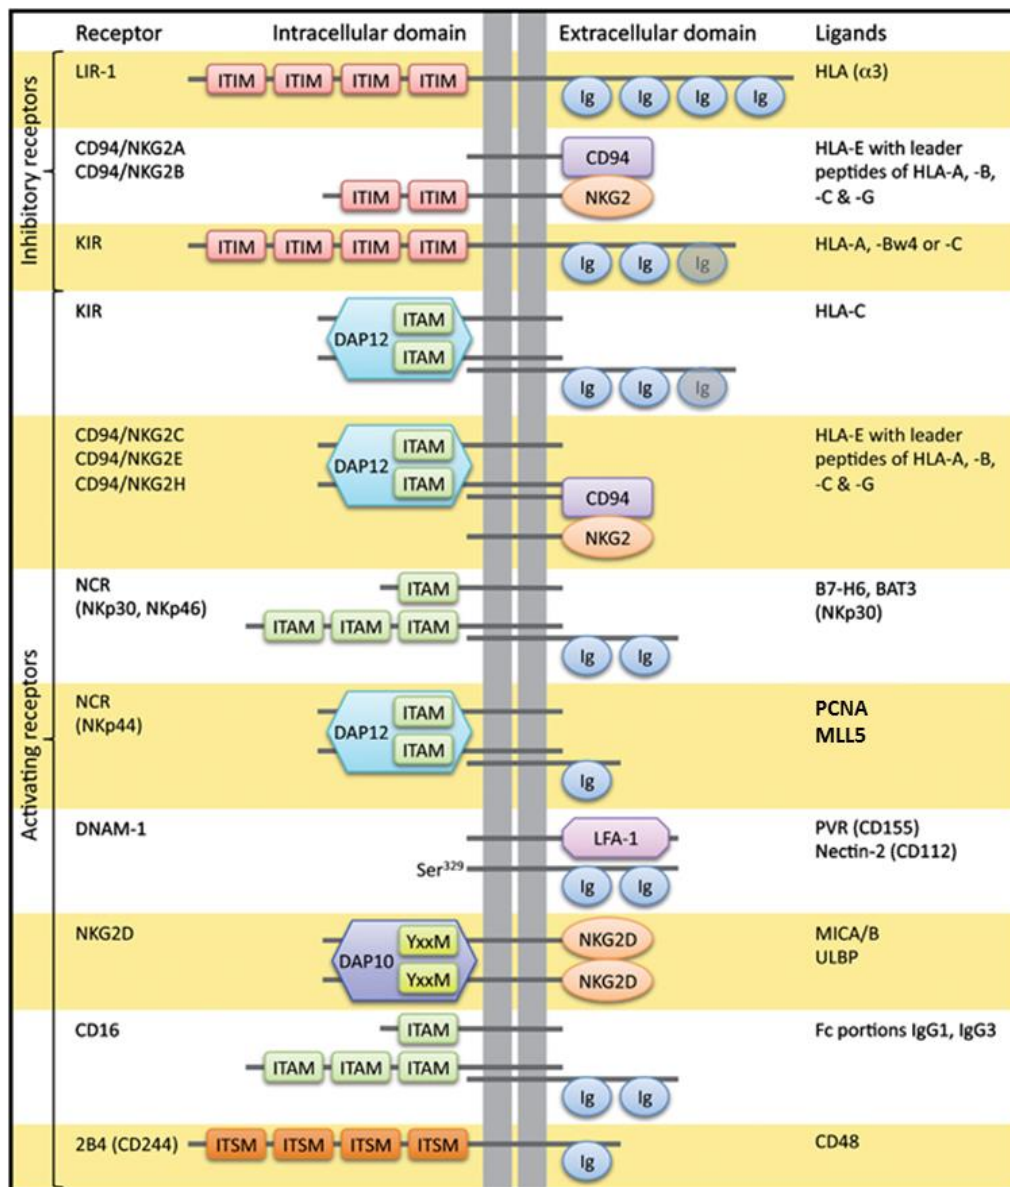 Receptor Intracellular domain Extracellular domain Ligands
Inhibitory receptors
LIR-1 ITIM ITIM ITIM ITIM Ig Ig Ig Ig HLA (α3)
CD94/NKG2A CD94 HLA-E with leader
CD94/NKG2B peptides of HLA-A, -B,
ITIM ITIM NKG2 -C & -G
KIR ITIM ITIM ITIM ITIM Ig Ig Ig HLA-A, -Bw4 or -C
Activating receptors
KIR ITAM HLA-C
DAP12
ITAM
Ig Ig Ig
CD94/NKG2C ITAM HLA-E with leader
CD94/NKG2E DAP12 peptides of HLA-A, -B,
CD94/NKG2H ITAM CD94 -C & -G
NKG2
NCR ITAM B7-H6, BAT3
(NKp30, NKp46) (NKp30)
ITAM ITAM ITAM
Ig Ig
NCR ITAM PCNA
(NKp44) DAP12 MLL5
ITAM
Ig
DNAM-1 LFA-1 PVR (CD155)
Nectin-2 (CD112)
Ser329 Ig Ig
NKG2D YxxM NKG2D MICA/B
DAP10 ULBP
YxxM NKG2D
CD16 ITAM Fc portions IgG1, IgG3
ITAM ITAM ITAM
Ig Ig
2B4 (CD244) ITSM ITSM ITSM ITSM Ig CD48